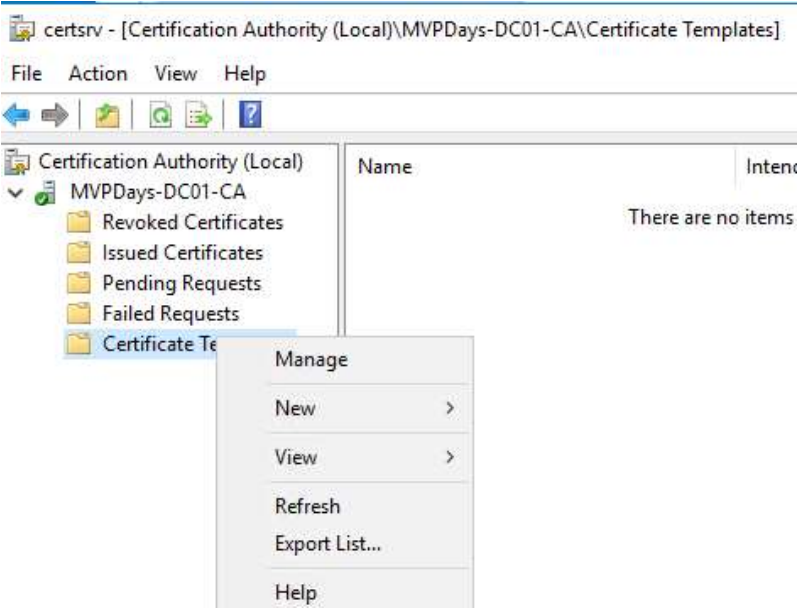 certsrv - [Certification Authority (Local)\MVPDays-DC01-CA\Certificate Templates]
File Action View Help
Certification Authority (Local)
MVPDays-DC01-CA
Revoked Certificates
Issued Certificates
Pending Requests
Failed Requests
Certificate Te
Name Intend
There are no items
Manage
New
View
Refresh
Export List...
Help